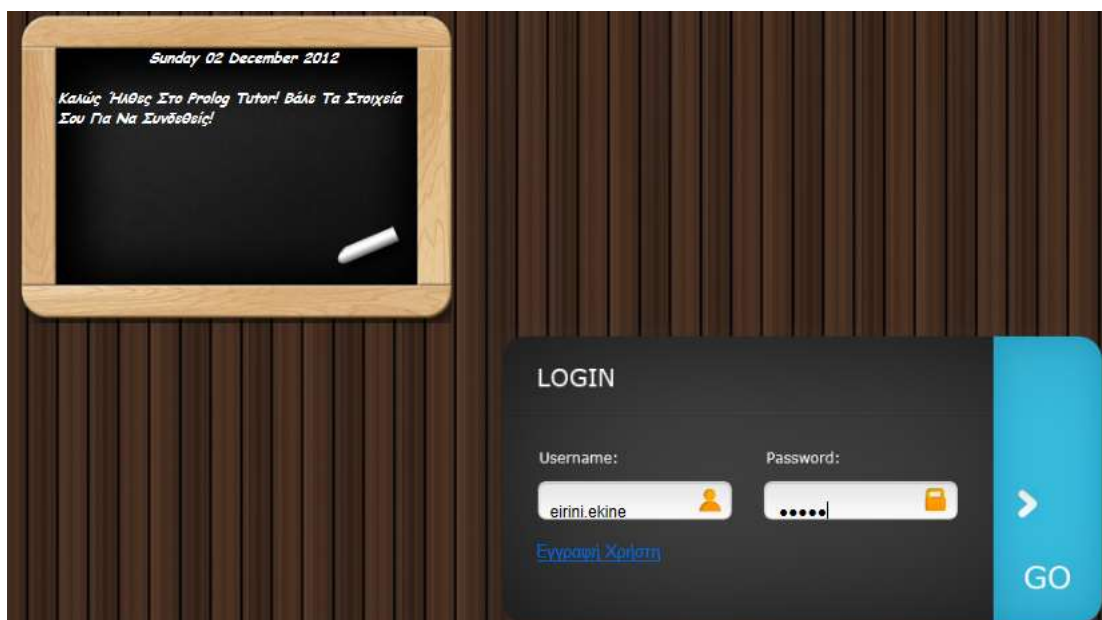 Sunday 02 December 2012
Καλώς Ήλθες Στο Prolog Tutor! Βάλε Τα Στοιχεία
Σου Για Να Συνδεθείς!
LOGIN
Username: Password:
eirini.ekine •••••
Εγγραφή Χρήστη
GO